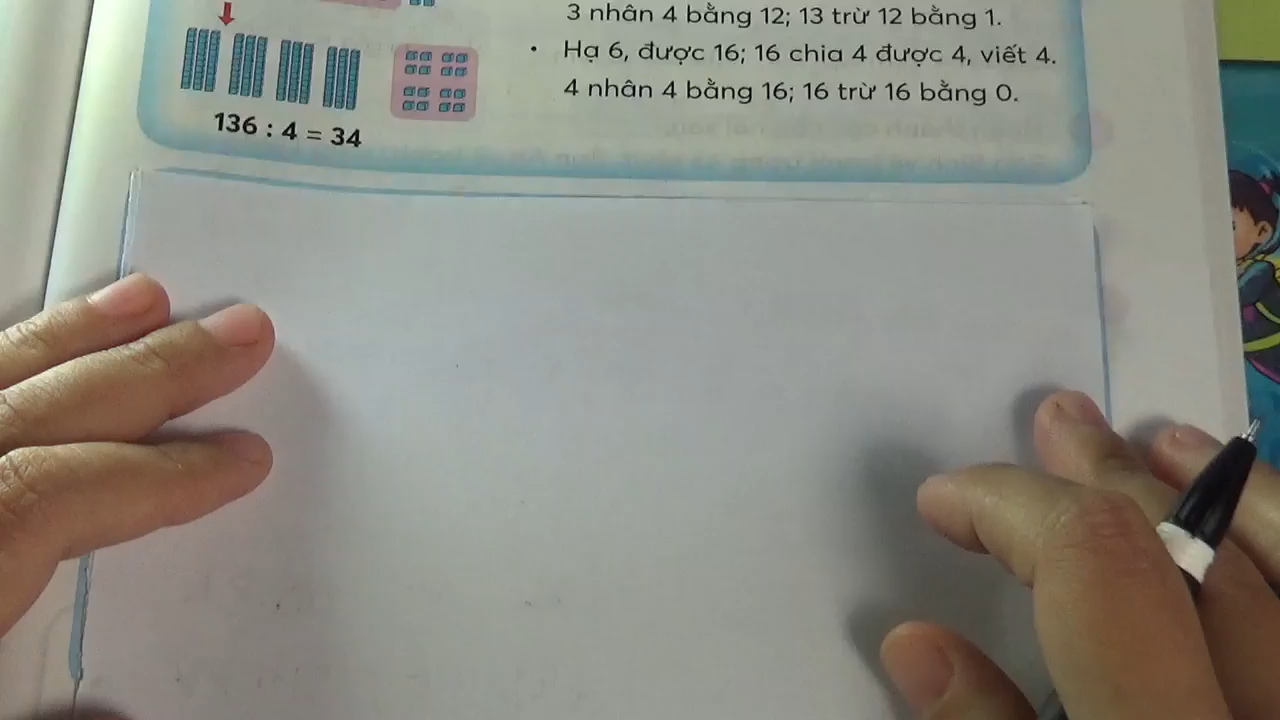 3 nhân 4 bằng 12; 13 trừ 12 bằng 1.
• Hạ 6, được 16; 16 chia 4 được 4, viết 4.
4 nhân 4 bằng 16; 16 trừ 16 bằng 0.
136 : 4 = 34